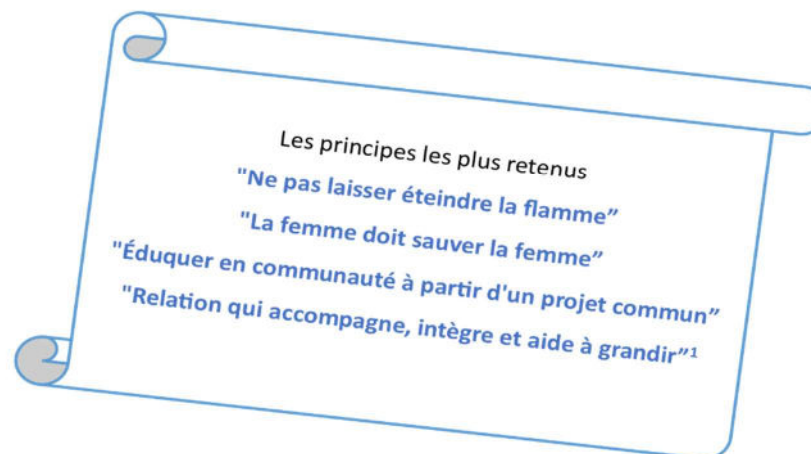 Les principes les plus retenus
"Ne pas laisser éteindre la flamme”
"La femme doit sauver la femme”
"Éduquer en communauté à partir d'un projet commun”
"Relation qui accompagne, intègre et aide à grandir”¹